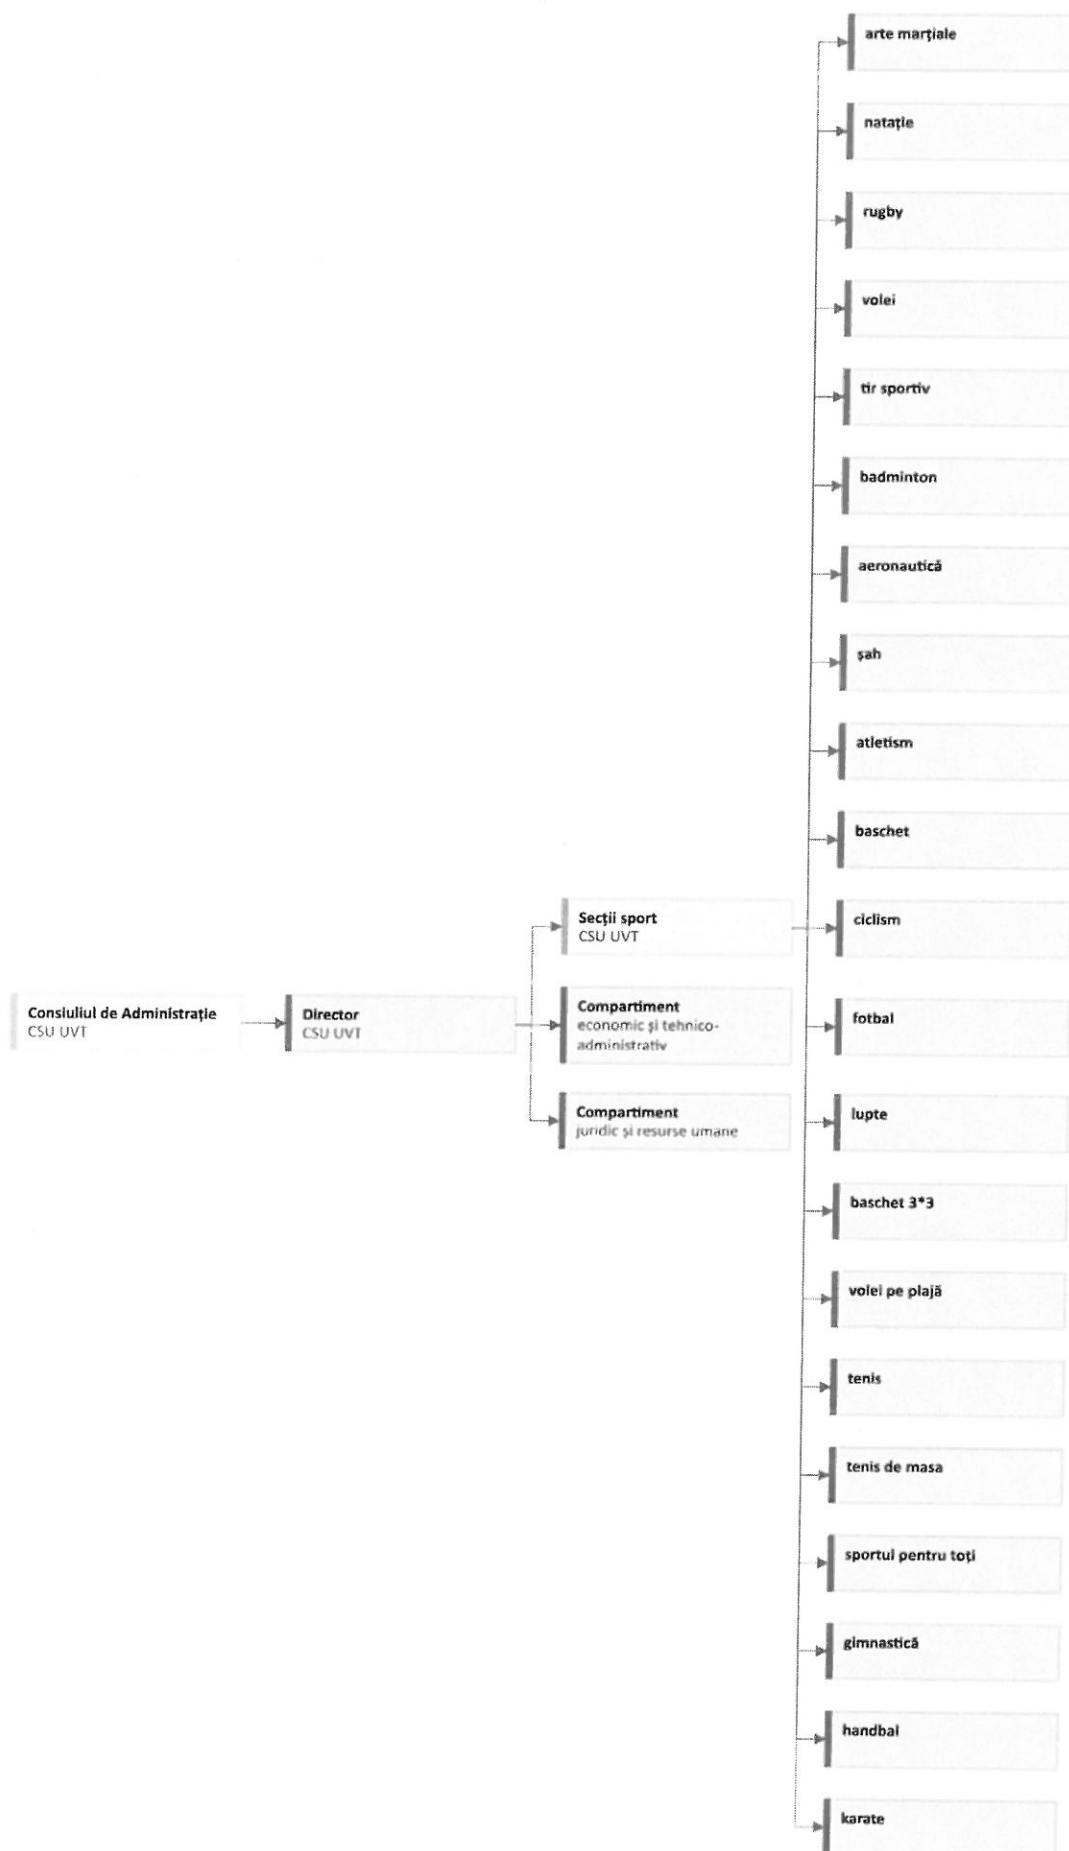 Consiuliul de Administrație
CSU UVT
Director
CSU UVT
Secții sport
CSU UVT
Compartiment
economic și tehnico-
administrativ
Compartiment
juridic și resurse umane
arte marțiale
natație
rugby
volei
tir sportiv
badminton
aeronautică
șah
atletism
baschet
ciclism
fotbal
lupte
baschet 3*3
volei pe plajă
tenis
tenis de masa
sportul pentru toți
gimnastică
handbal
karate